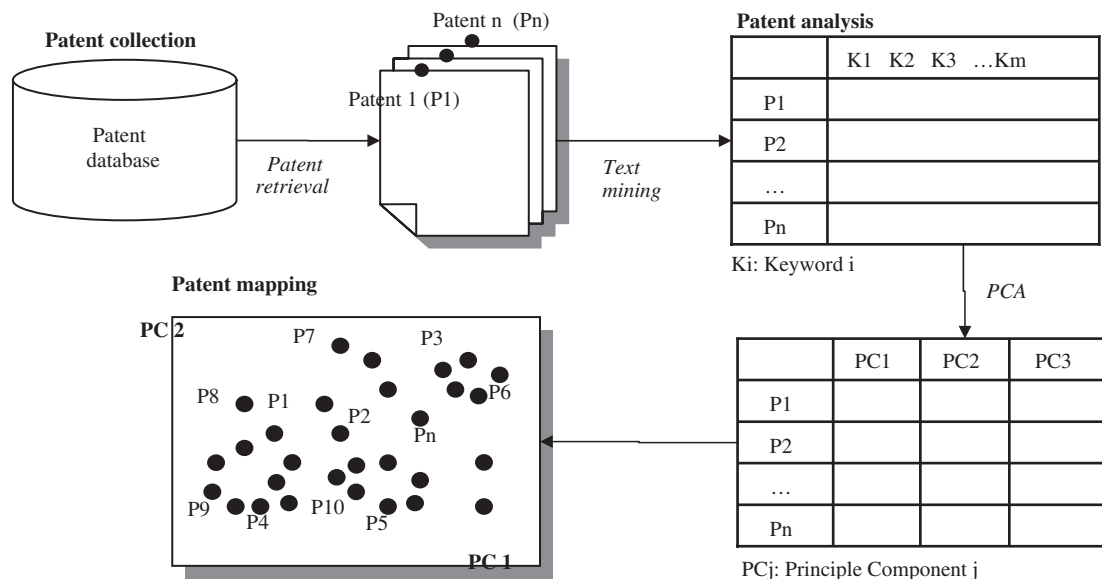 Patent collection
Patent
database
Patent
retrieval
Patent n (Pn)
Patent 1 (P1)
Text
mining
Patent analysis
K1 K2 K3 …Km
P1
P2
…
Pn
Ki: Keyword i
PCA
PC1 PC2 PC3
P1
P2
…
Pn
PCj: Principle Component j
Patent mapping
PC 2
P7
P3
P6
P8
P1
P2
Pn
P9
P4
P10
P5
PC 1